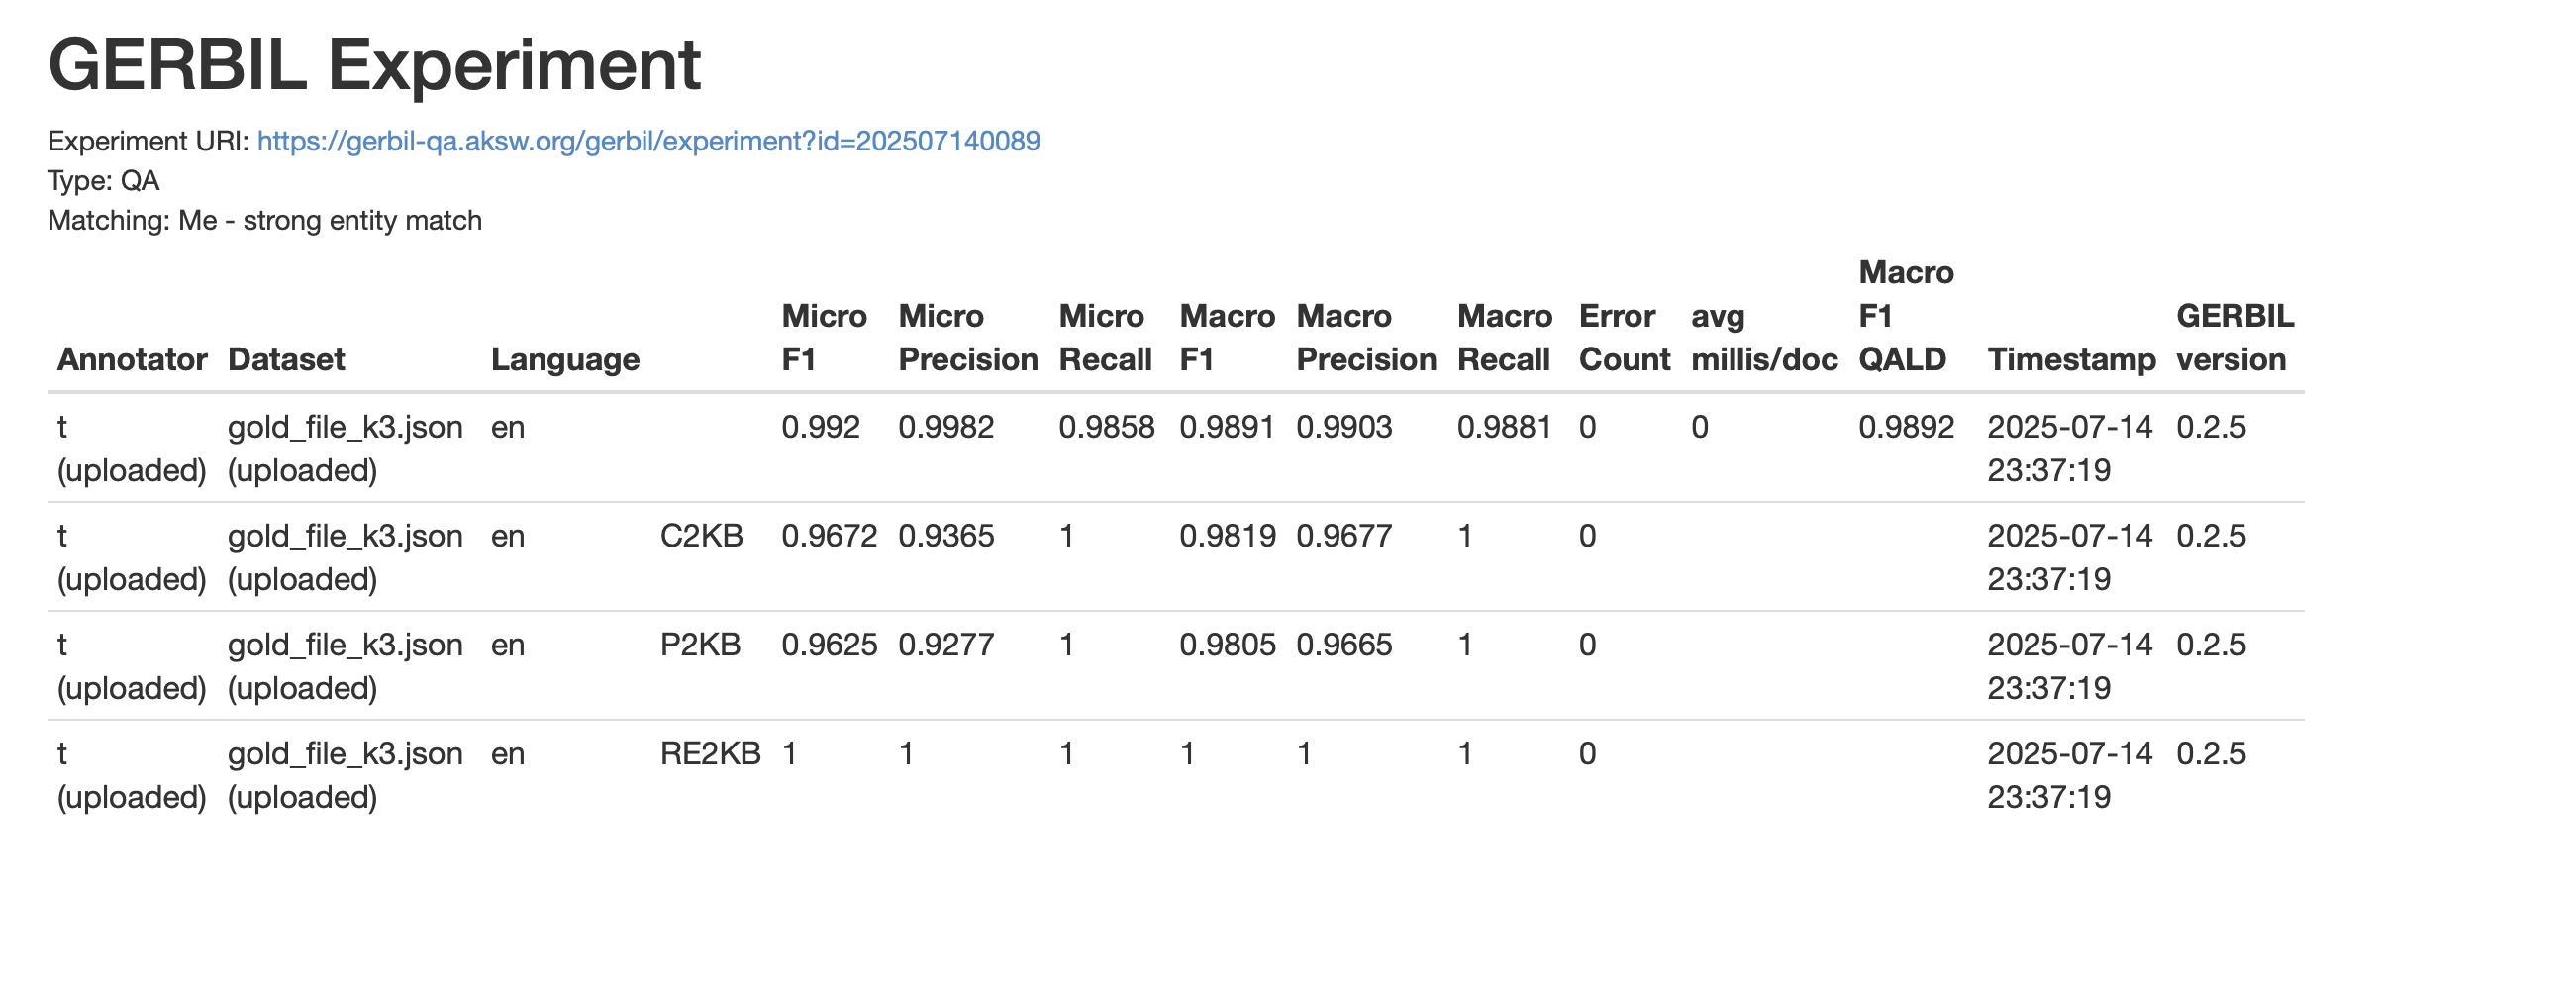 GERBIL Experiment
Experiment URI: https://gerbil-qa.aksw.org/gerbil/experiment?id=202507140089
Type: QA
Matching: Me - strong entity match
Annotator Dataset Language Micro F1 Micro Precision Micro Recall Macro F1 Macro Precision Macro Recall Error Count avg millis/doc Macro F1 QALD Timestamp GERBIL version
t (uploaded) gold_file_k3.json (uploaded) en 0.992 0.9982 0.9858 0.9891 0.9903 0.9881 0 0 0.9892 2025-07-14 23:37:19 0.2.5
t (uploaded) gold_file_k3.json (uploaded) en C2KB 0.9672 0.9365 1 0.9819 0.9677 1 0 2025-07-14 23:37:19 0.2.5
t (uploaded) gold_file_k3.json (uploaded) en P2KB 0.9625 0.9277 1 0.9805 0.9665 1 0 2025-07-14 23:37:19 0.2.5
t (uploaded) gold_file_k3.json (uploaded) en RE2KB 1 1 1 1 1 1 0 2025-07-14 23:37:19 0.2.5